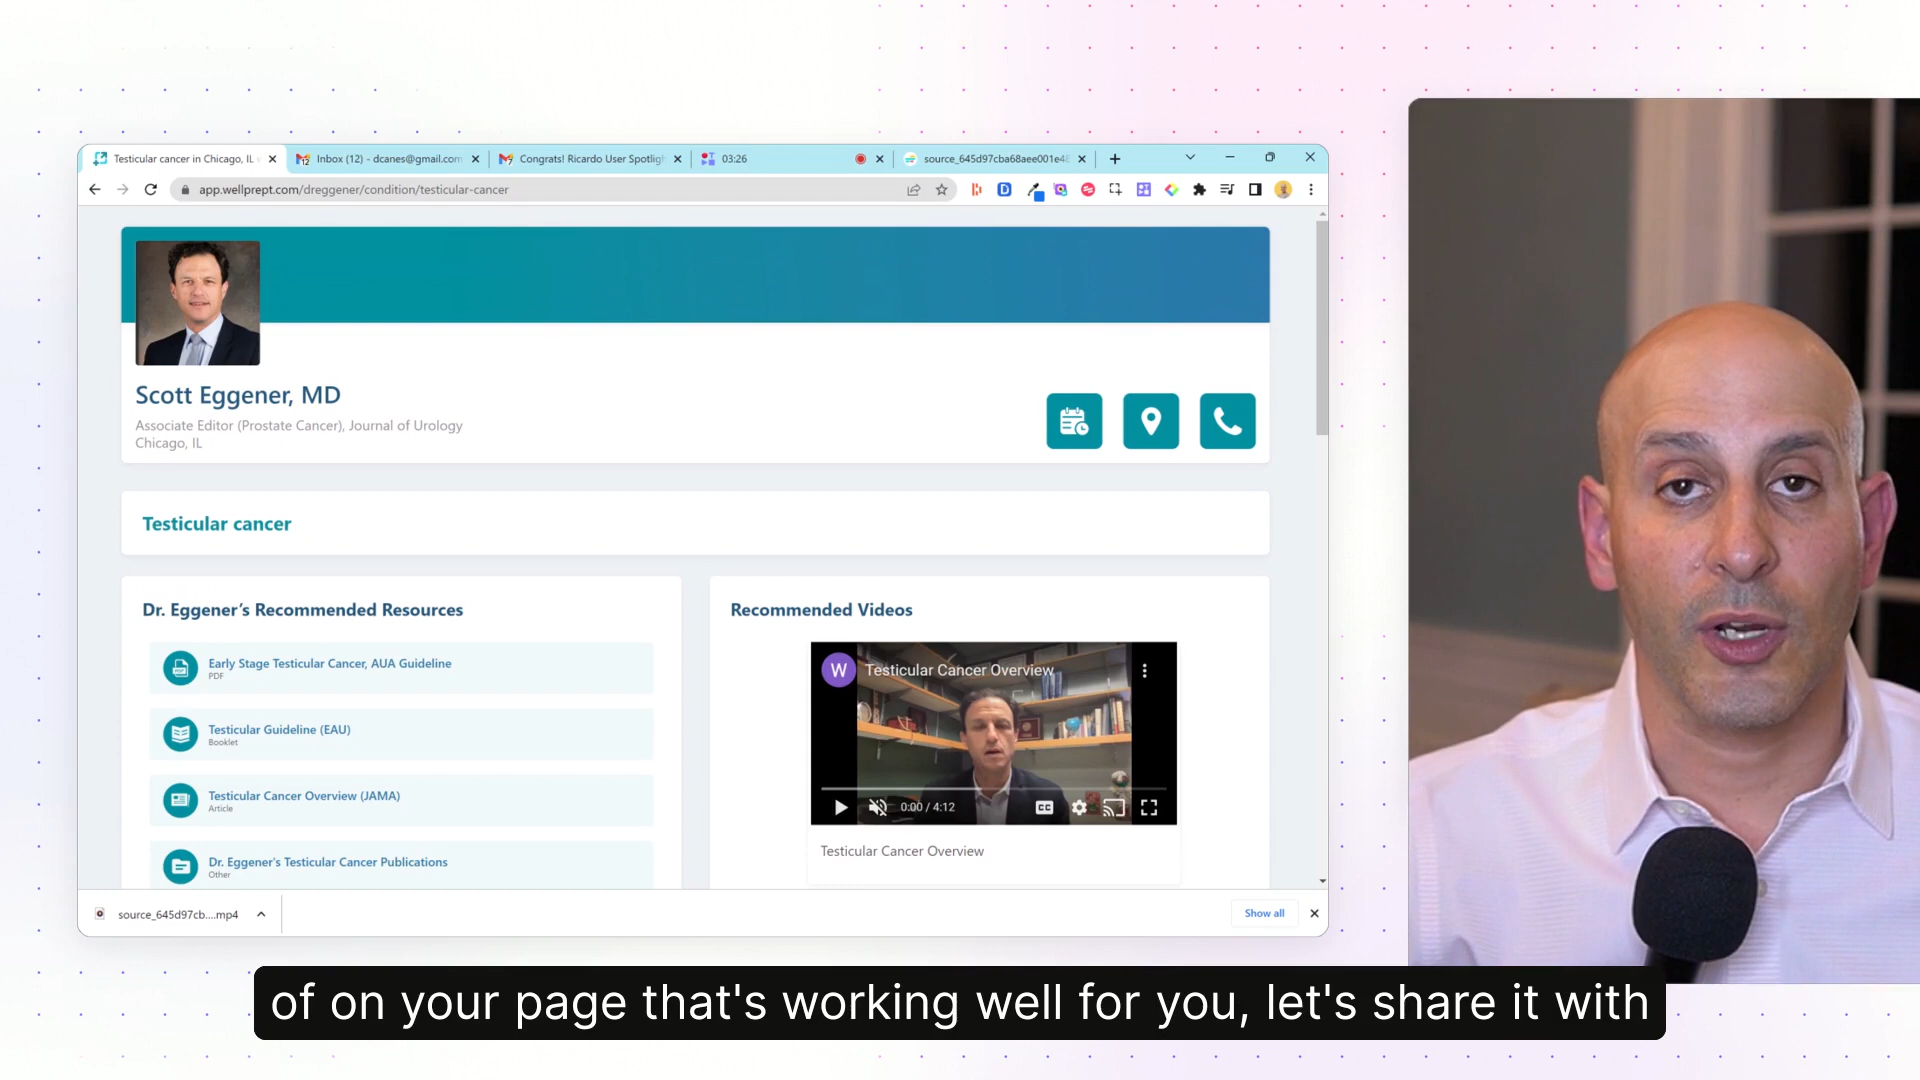 Testicular cancer in Chicago, IL
Inbox (12) - dcanes@gmail.com
Congrats! Ricardo User Spotligh
03:26
source_645d97cba68aee001e48
app.wellprept.com/dreggener/condition/testicular-cancer
Scott Eggener, MD
Associate Editor (Prostate Cancer), Journal of Urology
Chicago, IL
Testicular cancer
Dr. Eggener's Recommended Resources
Early Stage Testicular Cancer, AUA Guideline
PDF
Testicular Guideline (EAU)
Booklet
Testicular Cancer Overview (JAMA)
Article
Dr. Eggener's Testicular Cancer Publications
Other
Recommended Videos
W
Testicular Cancer Overview
0:00 / 4:12
CC
Testicular Cancer Overview
source_645d97cb....mp4
Show all
of on your page that's working well for you, let's share it with